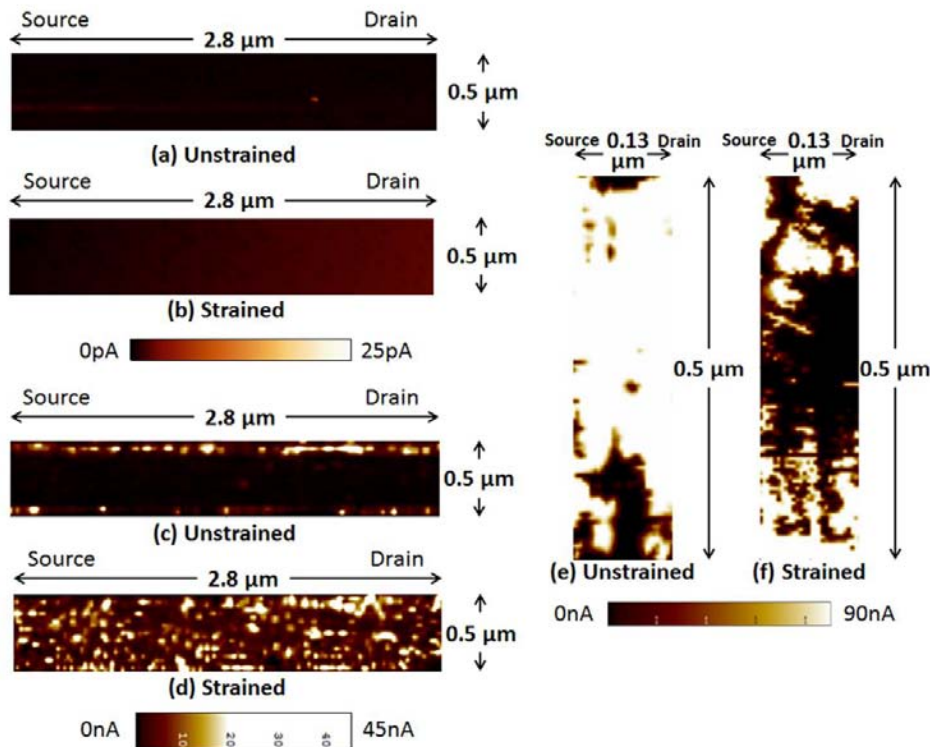 Source Drain
2.8 µm
0.5 µm
(a) Unstrained
Source Drain
2.8 µm
0.5 µm
(b) Strained
0pA 25pA
Source Drain
2.8 µm
0.5 µm
(c) Unstrained
Source Drain
2.8 µm
0.5 µm
(d) Strained
0nA 10 20 30 40 45nA
Source 0.13 Drain
µm
0.5 µm
(e) Unstrained
Source 0.13 Drain
µm
0.5 µm
(f) Strained
0nA 90nA